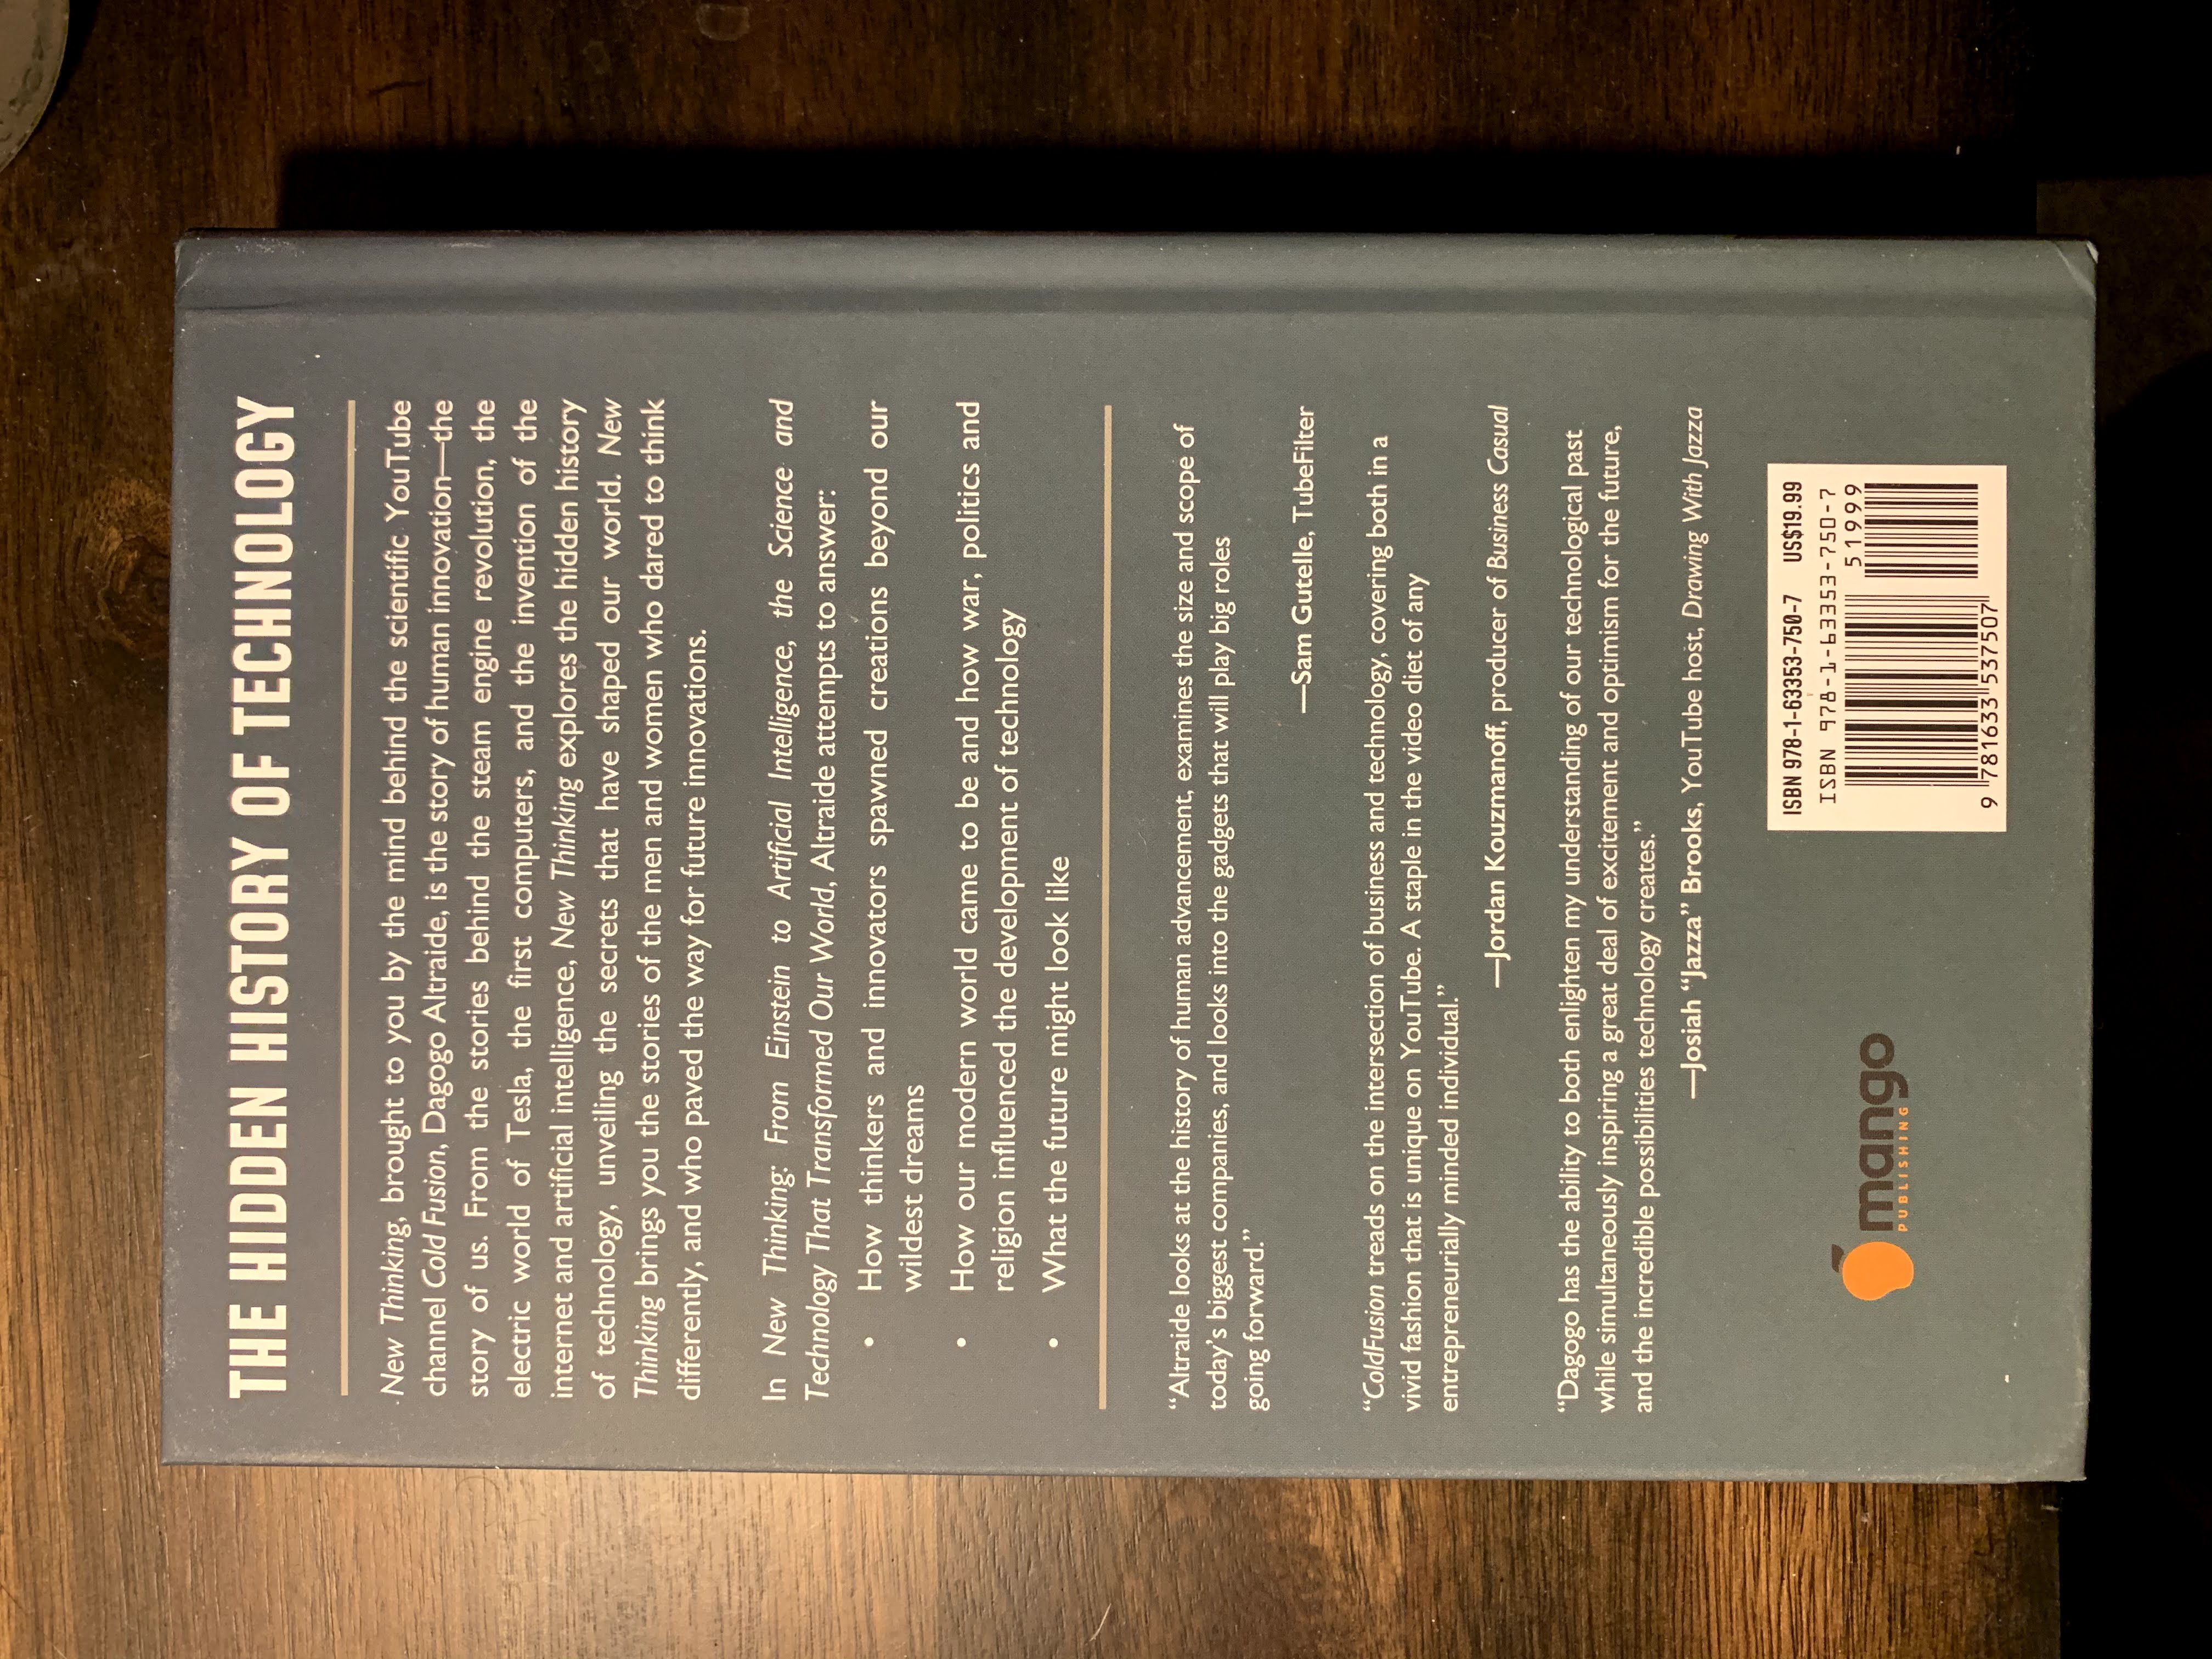 THE HIDDEN HISTORY OF TECHNOLOGY
New Thinking, brought to you by the mind behind the scientific YouTube
channel Cold Fusion, Dagogo Altraide, is the story of human innovation—the
story of us. From the stories behind the steam engine revolution, the
electric world of Tesla, the first computers, and the invention of the
internet and artificial intelligence, New Thinking explores the hidden history
of technology, unveiling the secrets that have shaped our world. New
Thinking brings you the stories of the men and women who dared to think
differently, and who paved the way for future innovations.
In New Thinking: From Einstein to Artificial Intelligence, the Science and
Technology That Transformed Our World, Altraide attempts to answer:
• How thinkers and innovators spawned creations beyond our
wildest dreams
• How our modern world came to be and how war, politics and
religion influenced the development of technology
• What the future might look like
“Altraide looks at the history of human advancement, examines the size and scope of
today’s biggest companies, and looks into the gadgets that will play big roles
going forward.”
—Sam Gutelle, TubeFilter
“ColdFusion treads on the intersection of business and technology, covering both in a
vivid fashion that is unique on YouTube. A staple in the video diet of any
entrepreneurially minded individual.”
—Jordan Kouzmanoff, producer of Business Casual
“Dagogo has the ability to both enlighten my understanding of our technological past
while simultaneously inspiring a great deal of excitement and optimism for the future,
and the incredible possibilities technology creates.”
—Josiah “Jazza” Brooks, YouTube host, Drawing With Jazza
mango
PUBLISHING
ISBN 978-1-63353-750-7 US$19.99
ISBN 978-1-63353-750-7
51999
9 781633 537507